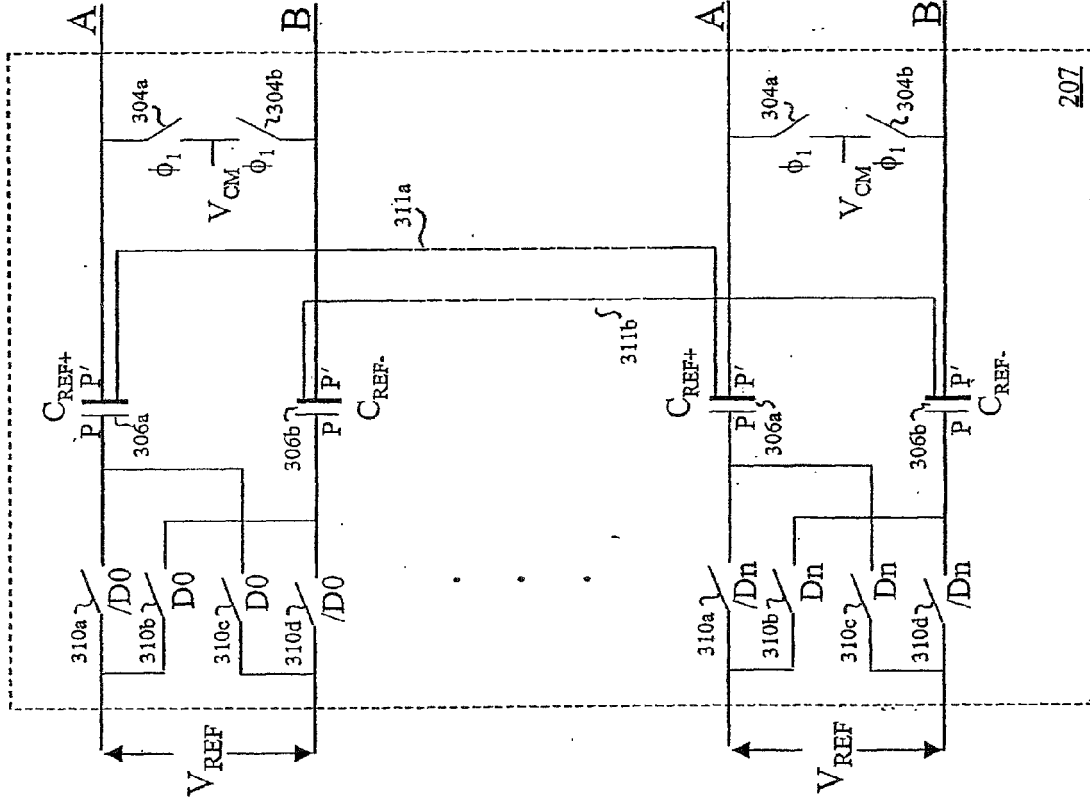 A
304a
ϕ1
VCM
ϕ1
304b
B
CREF+
P P'
306a
310a
/D0
310b
D0
310c
D0
310d
/D0
VREF
306b
P P'
CREF-
311a
311b
A
304a
ϕ1
VCM
ϕ1
304b
B
CREF+
P P'
306a
310a
/Dn
310b
Dn
310c
Dn
310d
/Dn
VREF
306b
P P'
CREF-
207